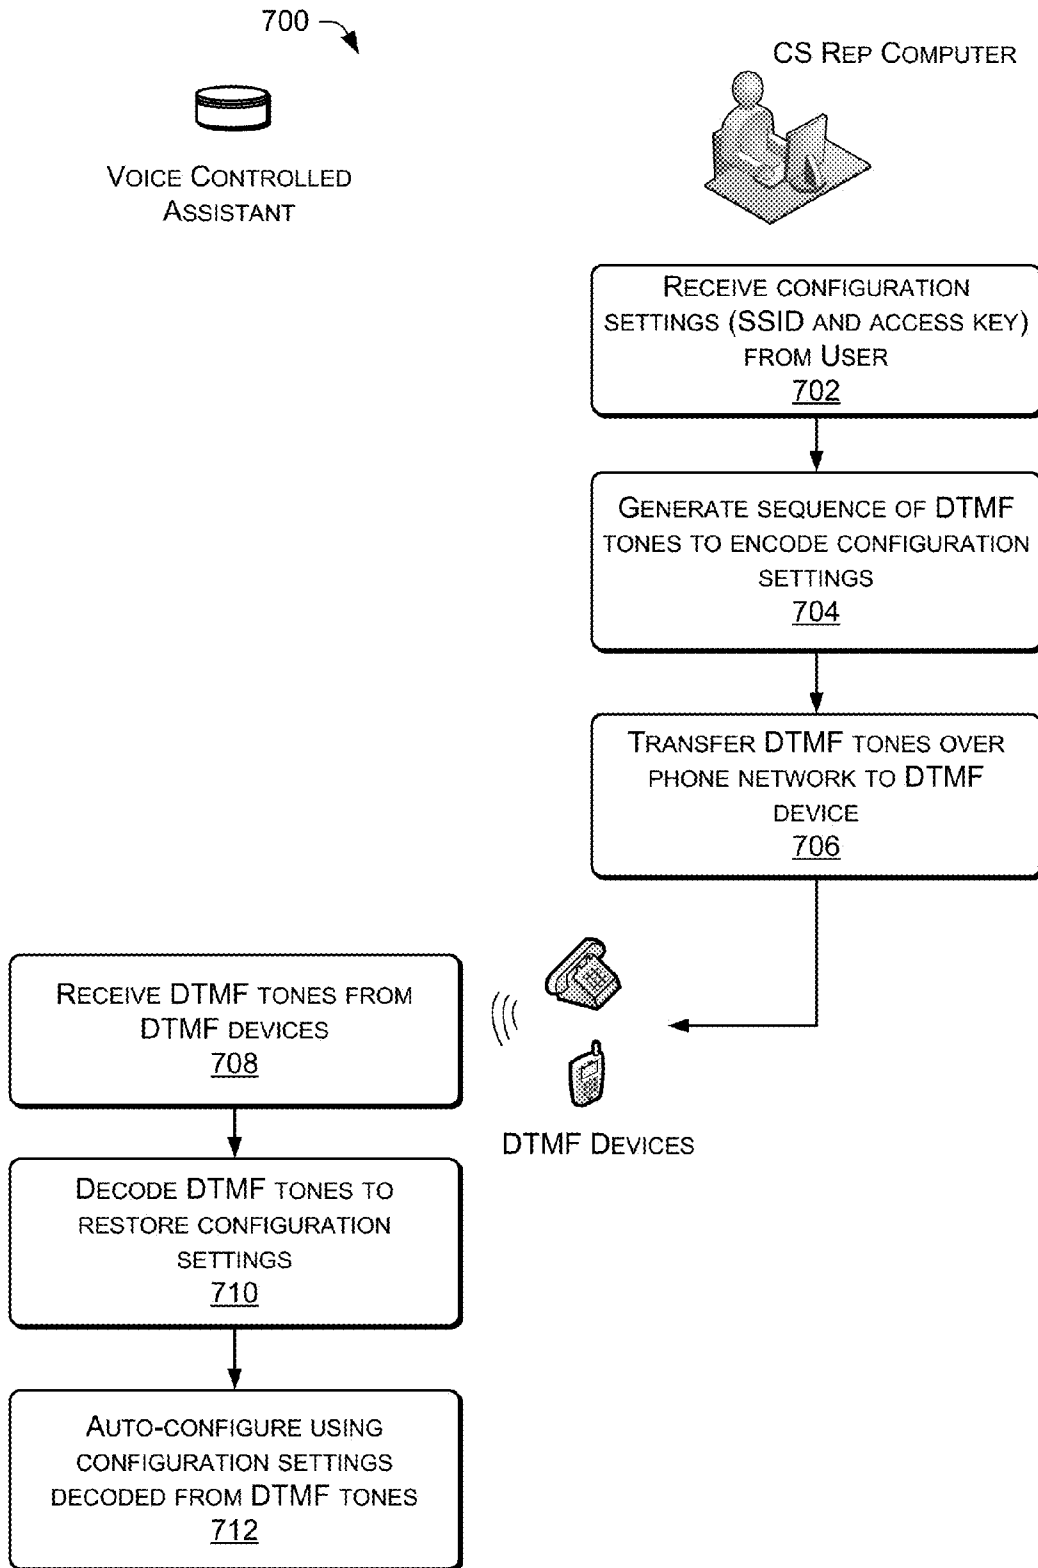 700
CS REP COMPUTER
VOICE CONTROLLED
ASSISTANT
RECEIVE CONFIGURATION
SETTINGS (SSID AND ACCESS KEY)
FROM USER
702
GENERATE SEQUENCE OF DTMF
TONES TO ENCODE CONFIGURATION
SETTINGS
704
TRANSFER DTMF TONES OVER
PHONE NETWORK TO DTMF
DEVICE
706
RECEIVE DTMF TONES FROM
DTMF DEVICES
708
DTMF DEVICES
DECODE DTMF TONES TO
RESTORE CONFIGURATION
SETTINGS
710
AUTO-CONFIGURE USING
CONFIGURATION SETTINGS
DECODED FROM DTMF TONES
712